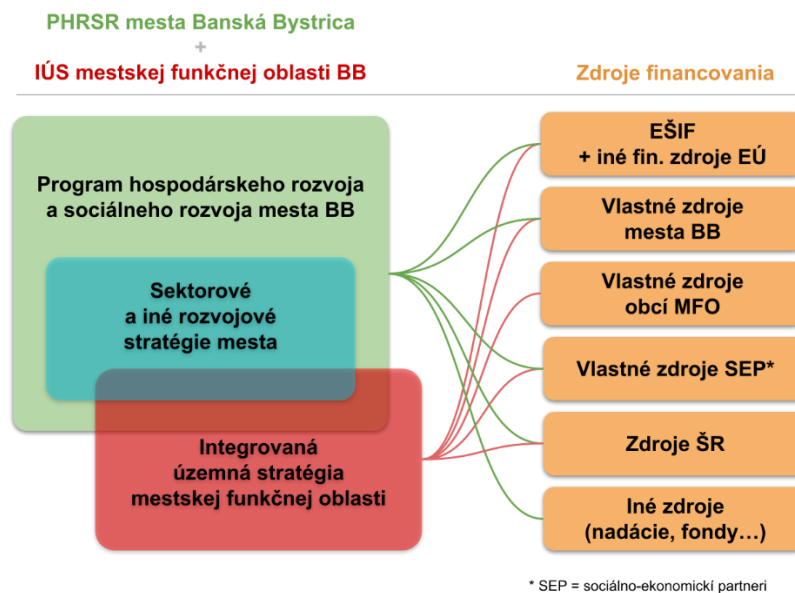 PHRSR mesta Banská Bystrica
+
IÚS mestskej funkčnej oblasti BB
Zdroje financovania
Program hospodárskeho rozvoja
a sociálneho rozvoja mesta BB
Sektorové
a iné rozvojové
stratégie mesta
Integrovaná
územná stratégia
mestskej funkčnej oblasti
EŠIF
+ iné fin. zdroje EÚ
Vlastné zdroje
mesta BB
Vlastné zdroje
obcí MFO
Vlastné zdroje SEP*
Zdroje ŠR
Iné zdroje
(nadácie, fondy…)
* SEP = sociálno-ekonomickí partneri